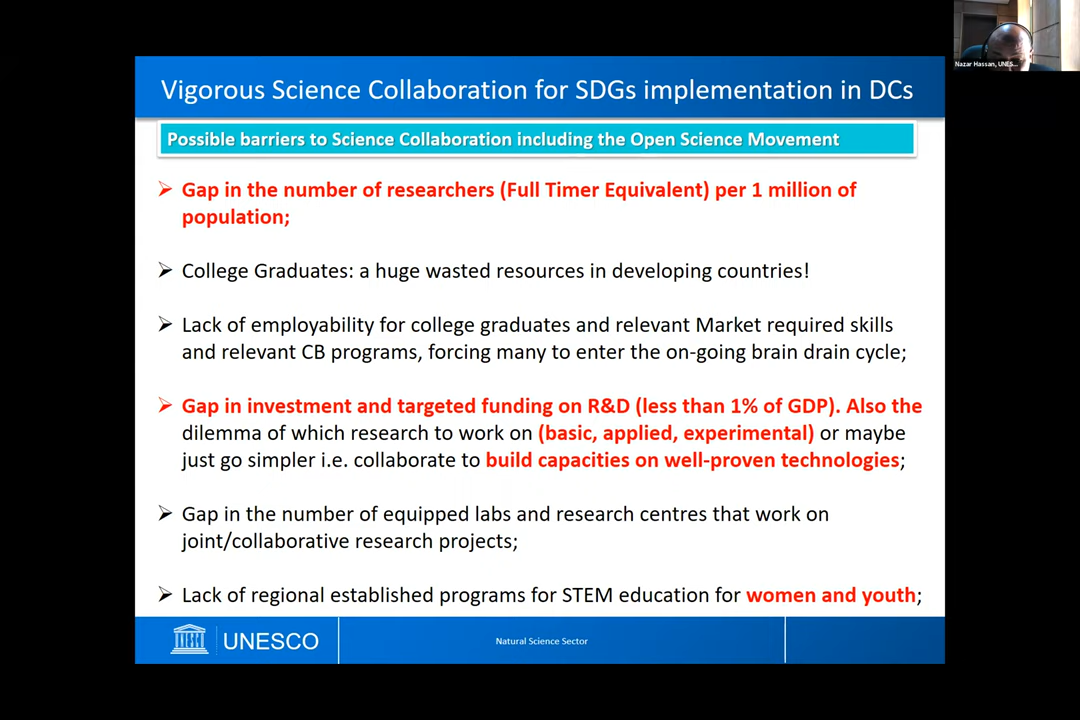 Nazar Hassan, UNES...
Vigorous Science Collaboration for SDGs implementation in DCs
Possible barriers to Science Collaboration including the Open Science Movement
Gap in the number of researchers (Full Timer Equivalent) per 1 million of
population;
College Graduates: a huge wasted resources in developing countries!
Lack of employability for college graduates and relevant Market required skills
and relevant CB programs, forcing many to enter the on-going brain drain cycle;
Gap in investment and targeted funding on R&D (less than 1% of GDP). Also the
dilemma of which research to work on (basic, applied, experimental) or maybe
just go simpler i.e. collaborate to build capacities on well-proven technologies;
Gap in the number of equipped labs and research centres that work on
joint/collaborative research projects;
Lack of regional established programs for STEM education for women and youth;
UNESCO
UNESCO
Natural Science Sector